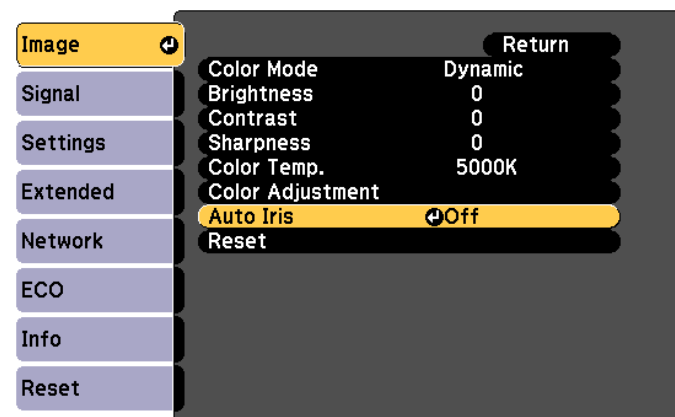 Image
Signal
Settings
Extended
Network
ECO
Info
Reset
Return
Color Mode Dynamic
Brightness 0
Contrast 0
Sharpness 0
Color Temp. 5000K
Color Adjustment
Auto Iris Off
Reset